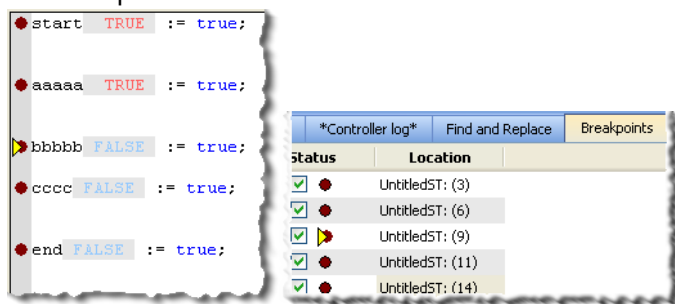 start TRUE := true;
aaaaa TRUE := true;
bbbbb FALSE := true;
cccc FALSE := true;
end FALSE := true;
*Controller log* Find and Replace Breakpoints
Status Location
UntitledST: (3)
UntitledST: (6)
UntitledST: (9)
UntitledST: (11)
UntitledST: (14)